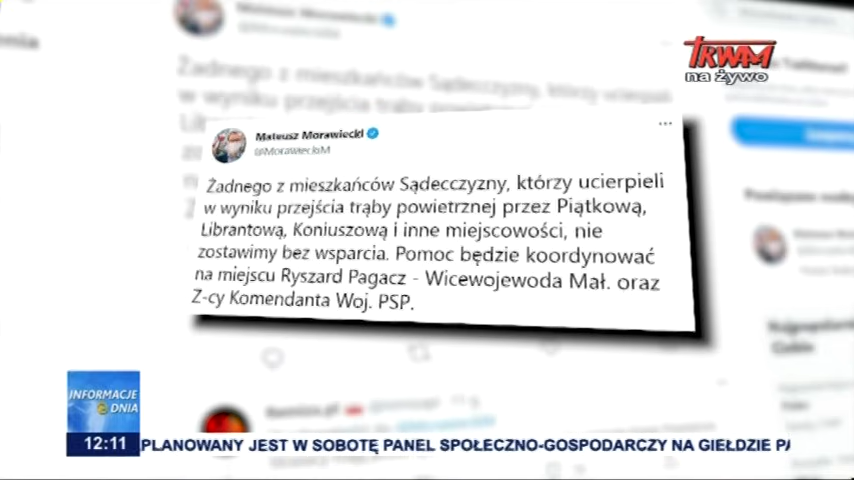 TRWAM
na żywo
Mateusz Morawiecki
@MorawieckiM
Żadnego z mieszkańców Sądecczyzny, którzy ucierpieli
w wyniku przejścia trąby powietrznej przez Piątkową,
Librantową, Koniuszową i inne miejscowości, nie
zostawimy bez wsparcia. Pomoc będzie koordynować
na miejscu Ryszard Pagacz - Wicewojewoda Mał. oraz
Z-cy Komendanta Woj. PSP.
INFORMACJE
DNIA
12:11 PLANOWANY JEST W SOBOTĘ PANEL SPOŁECZNO-GOSPODARCZY NA GIEŁDZIE PA